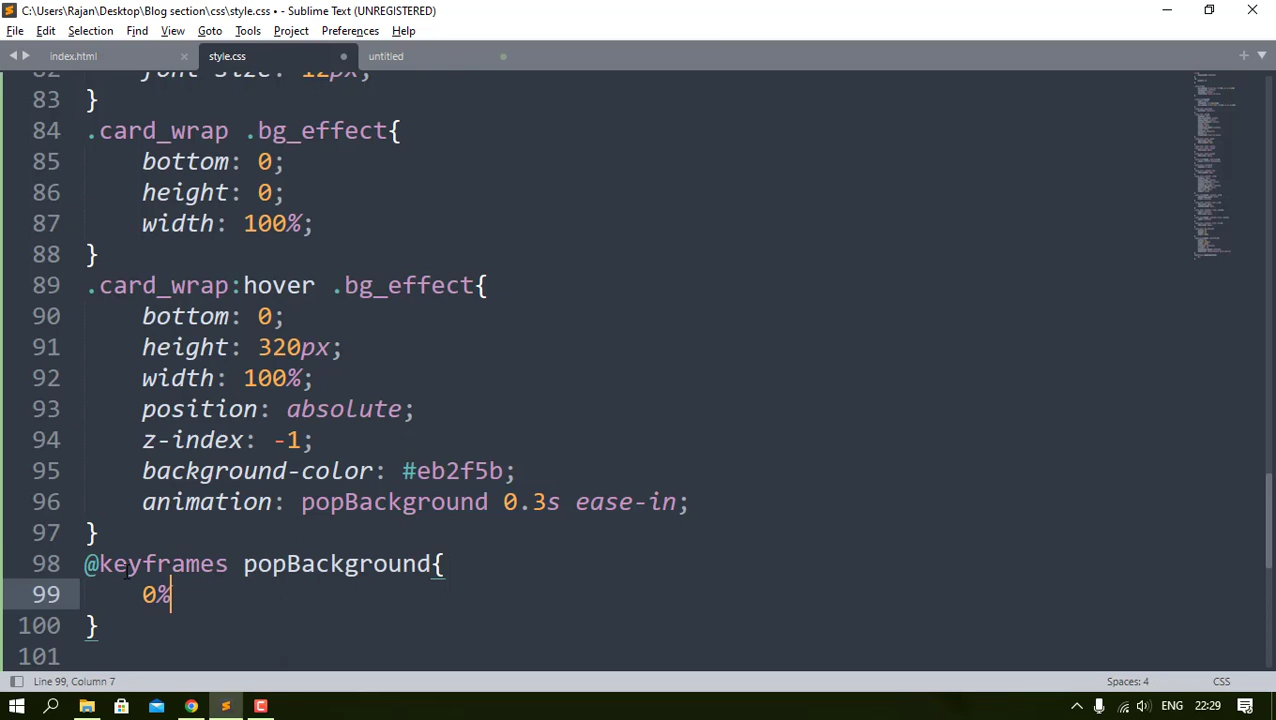 C:\Users\Rajan\Desktop\Blog section\css\style.css • - Sublime Text (UNREGISTERED)
File Edit Selection Find View Goto Tools Project Preferences Help
index.html style.css untitled
82 font-size: 12px;
83 }
84 .card_wrap .bg_effect{
85 bottom: 0;
86 height: 0;
87 width: 100%;
88 }
89 .card_wrap:hover .bg_effect{
90 bottom: 0;
91 height: 320px;
92 width: 100%;
93 position: absolute;
94 z-index: -1;
95 background-color: #eb2f5b;
96 animation: popBackground 0.3s ease-in;
97 }
98 @keyframes popBackground{
99 0%
100 }
101
Line 99, Column 7 Spaces: 4 CSS
ENG 22:29